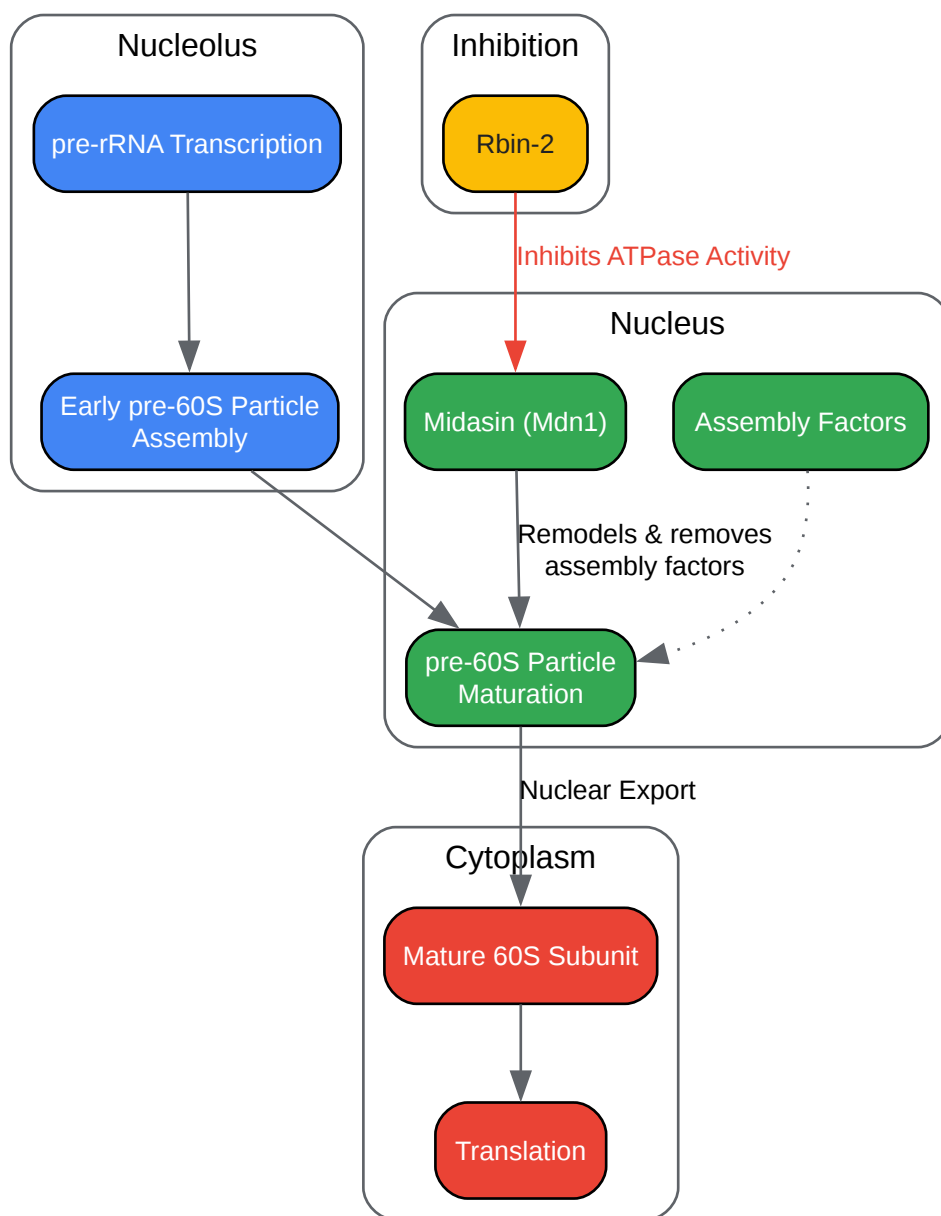 Nucleolus
pre-rRNA Transcription
Early pre-60S Particle
Assembly
Inhibition
Rbin-2
Inhibits ATPase Activity
Nucleus
Midasin (Mdn1)
Assembly Factors
Remodels & removes
assembly factors
pre-60S Particle
Maturation
Nuclear Export
Cytoplasm
Mature 60S Subunit
Translation